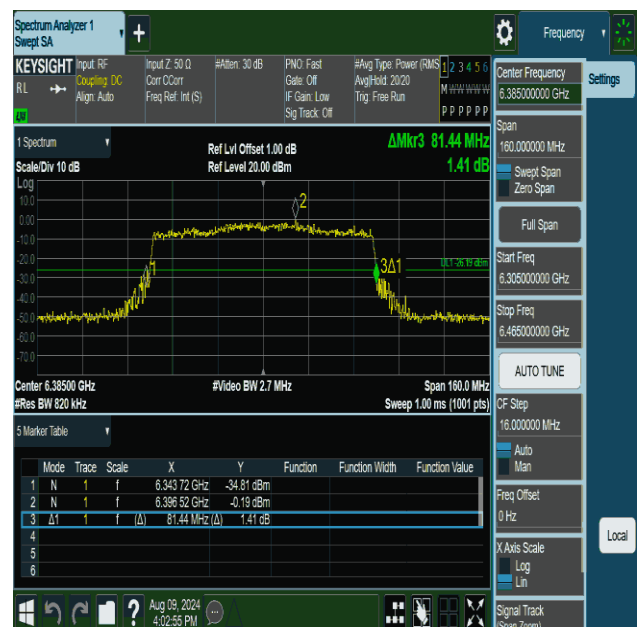 Spectrum Analyzer 1
Swept SA
+
Frequency
KEYSIGHT
RL
Input: RF
Coupling: DC
Align: Auto
Input Z: 50 Ω
Corr CCorr
Freq Ref: Int (S)
#Atten: 30 dB
PNO: Fast
Gate: Off
IF Gain: Low
Sig Track: Off
#Avg Type: Power (RMS
Avg|Hold: 20/20
Trig: Free Run
1 2 3 4 5 6
M W W W W W
P P P P P P
1 Spectrum
Scale/Div 10 dB
Log
Ref Lvl Offset 1.00 dB
Ref Level 20.00 dBm
ΔMkr3 81.44 MHz
1.41 dB
10.0
0.00
-10.0
-20.0
-30.0
-40.0
-50.0
-60.0
-70.0
2
1
3Δ1
DL1 -26.19 dBm
Center 6.38500 GHz
#Video BW 2.7 MHz
Span 160.0 MHz
#Res BW 820 kHz
Sweep 1.00 ms (1001 pts)
5 Marker Table
Mode Trace Scale X Y Function Function Width Function Value
1 N 1 f 6.343 72 GHz -34.81 dBm
2 N 1 f 6.396 52 GHz -0.19 dBm
3 Δ1 1 f (Δ) 81.44 MHz (Δ) 1.41 dB
4
5
6
Aug 09, 2024
4:02:55 PM
Center Frequency
6.385000000 GHz
Settings
Span
160.000000 MHz
Swept Span
Zero Span
Full Span
Start Freq
6.305000000 GHz
Stop Freq
6.465000000 GHz
AUTO TUNE
CF Step
16.000000 MHz
Auto
Man
Freq Offset
0 Hz
X Axis Scale
Log
Lin
Local
Signal Track
(Span Zoom)